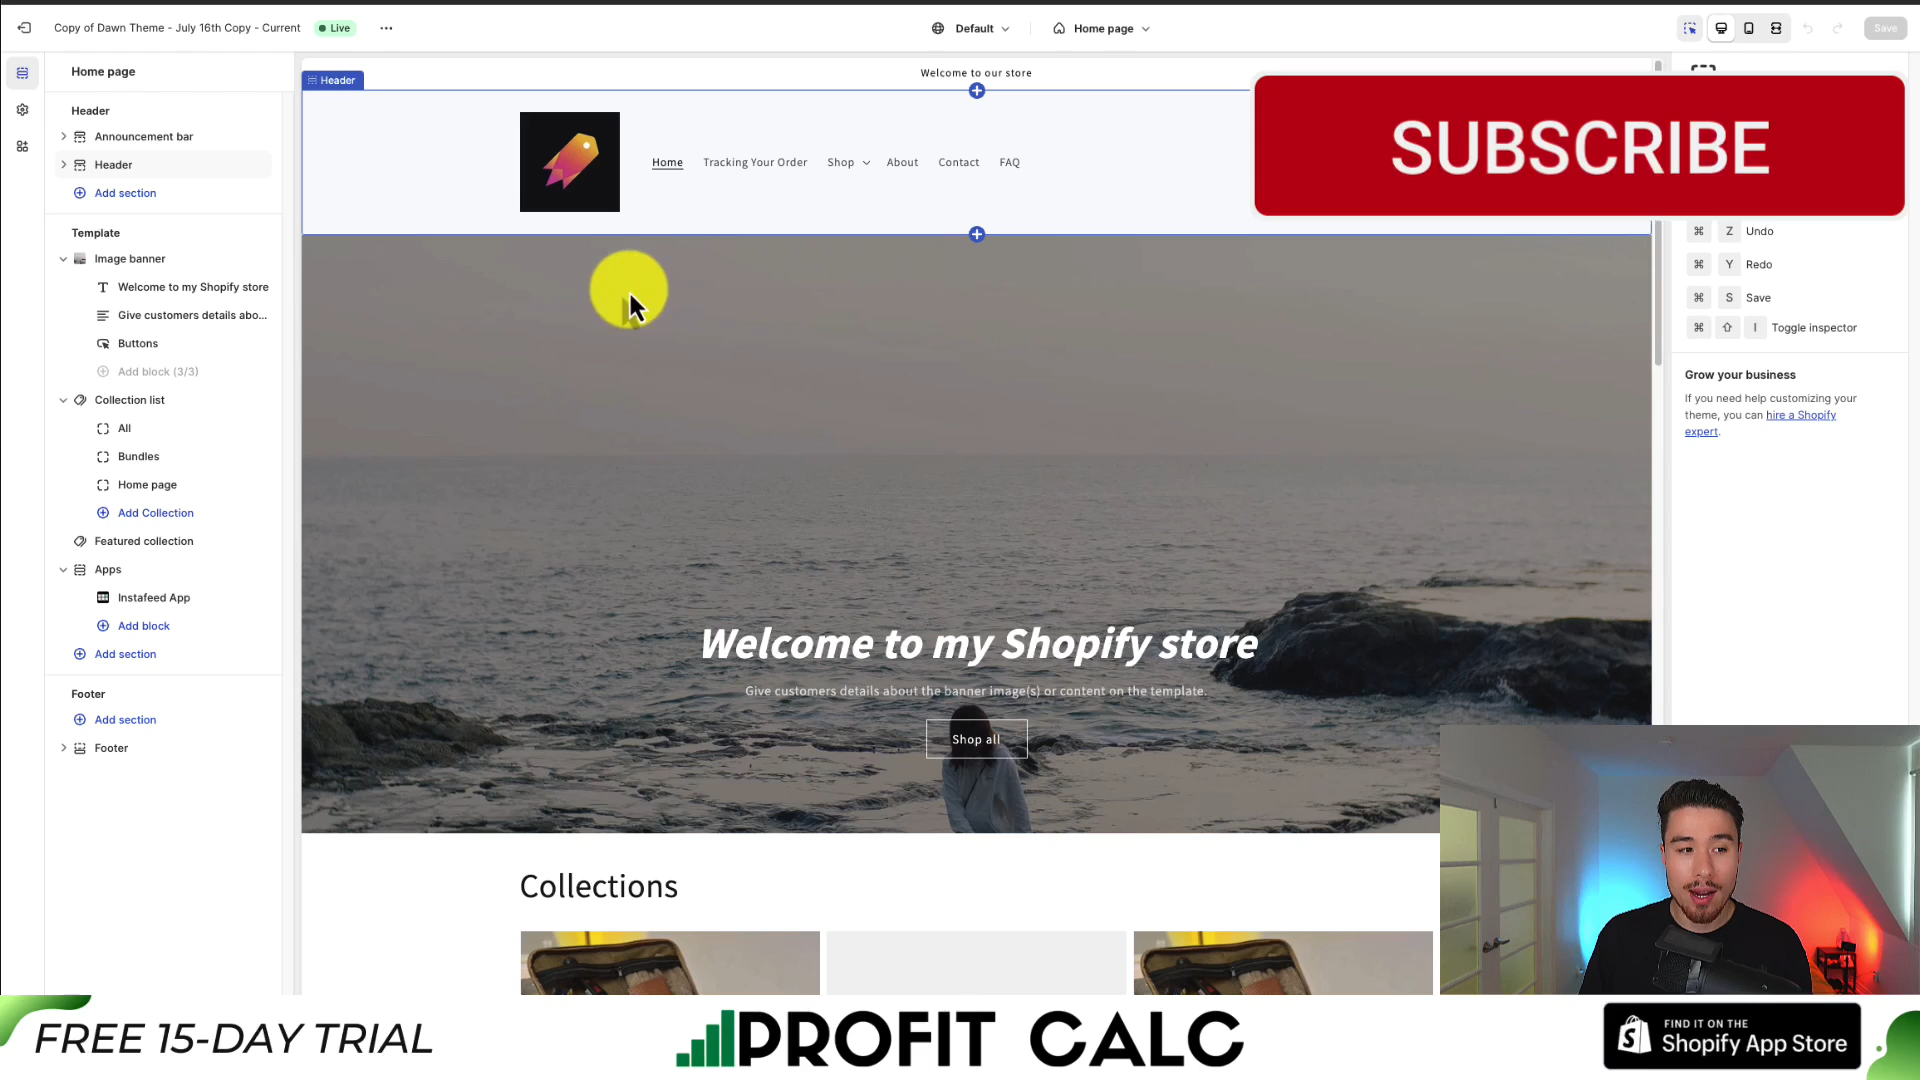 Copy of Dawn Theme - July 16th Copy - Current
Live
Default
Home page
Save
Home page
Header
Announcement bar
Header
Add section
Template
Image banner
Welcome to my Shopify store
Give customers details abo...
Buttons
Add block (3/3)
Collection list
All
Bundles
Home page
Add Collection
Featured collection
Apps
Instafeed App
Add block
Add section
Footer
Add section
Footer
Header
Welcome to our store
Home
Tracking Your Order
Shop
About
Contact
FAQ
SUBSCRIBE
⌘ Z Undo
⌘ Y Redo
⌘ S Save
⌘ ⇧ I Toggle inspector
Grow your business
If you need help customizing your
theme, you can hire a Shopify
expert.
Welcome to my Shopify store
Give customers details about the banner image(s) or content on the template.
Shop all
Collections
FREE 15-DAY TRIAL
PROFIT CALC
FIND IT ON THE
Shopify App Store